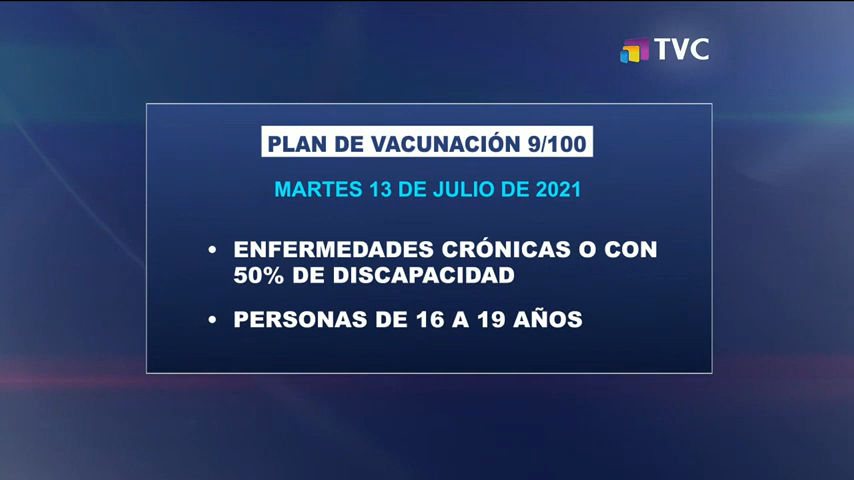 TVC
PLAN DE VACUNACIÓN 9/100
MARTES 13 DE JULIO DE 2021
• ENFERMEDADES CRÓNICAS O CON
50% DE DISCAPACIDAD
• PERSONAS DE 16 A 19 AÑOS